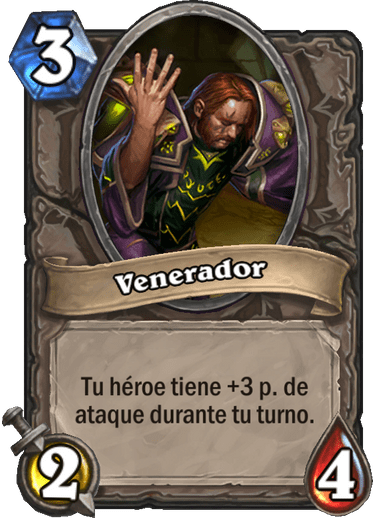 3
Venerador
Tu héroe tiene +3 p. de
ataque durante tu turno.
2
4